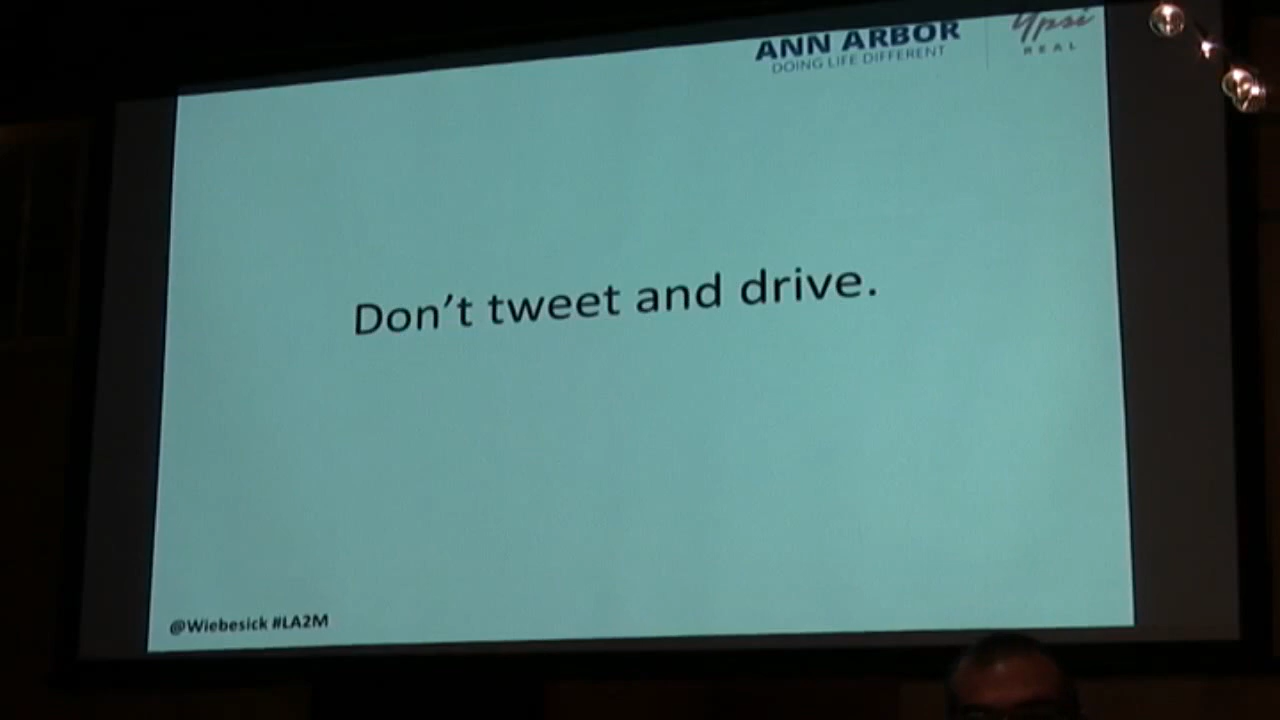 ANN ARBOR
DOING LIFE DIFFERENT
Ypsi
REAL
Don't tweet and drive.
@Wiebesick #LA2M